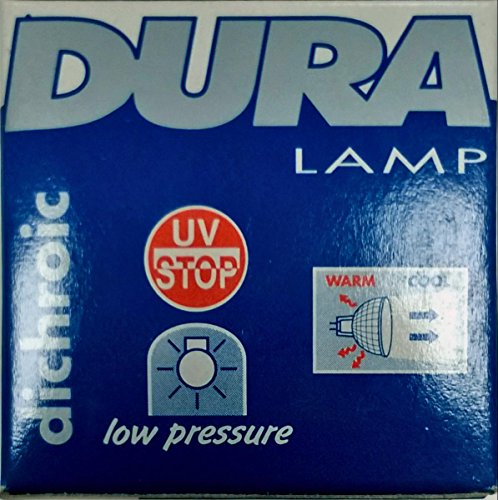 DURA
LAMP
dichroic
UV
STOP
WARM COOL
low pressure